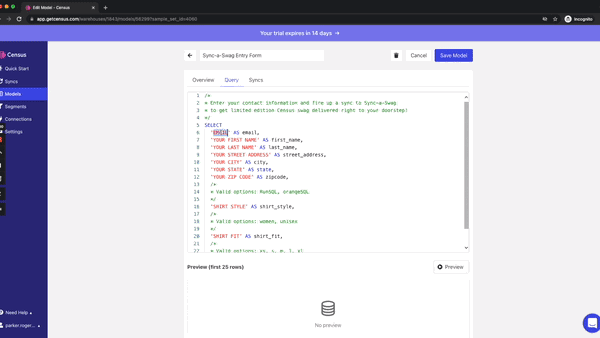 Edit Model - Census
app.getcensus.com/warehouses/1843/models/66298?sample_set_id=4060
Incognito
Your trial expires in 14 days →
Census
Quick Start
Syncs
Models
Segments
Connections
Settings
Need Help
parker.roger...
Sync-a-Swag Entry Form
Cancel
Save Model
Overview Query Syncs
1 /*
2 * Enter your contact information and fire up a sync to Sync-a-Swag
3 * to get limited edition Census swag delivered right to your doorstep!
4 */
5 SELECT
6 'EMAIL' AS email,
7 'YOUR FIRST NAME' AS first_name,
8 'YOUR LAST NAME' AS last_name,
9 'YOUR STREET ADDRESS' AS street_address,
10 'YOUR CITY' AS city,
11 'YOUR STATE' AS state,
12 'YOUR ZIP CODE' AS zipcode,
13 /*
14 * Valid options: RunSQL, orangeSQL
15 */
16 'SHIRT STYLE' AS shirt_style,
17 /*
18 * Valid options: women, unisex
19 */
20 'SHIRT FIT' AS shirt_fit,
21 /*
22 * Valid options: xs, s, m, l, xl
Preview (first 25 rows)
Preview
No preview